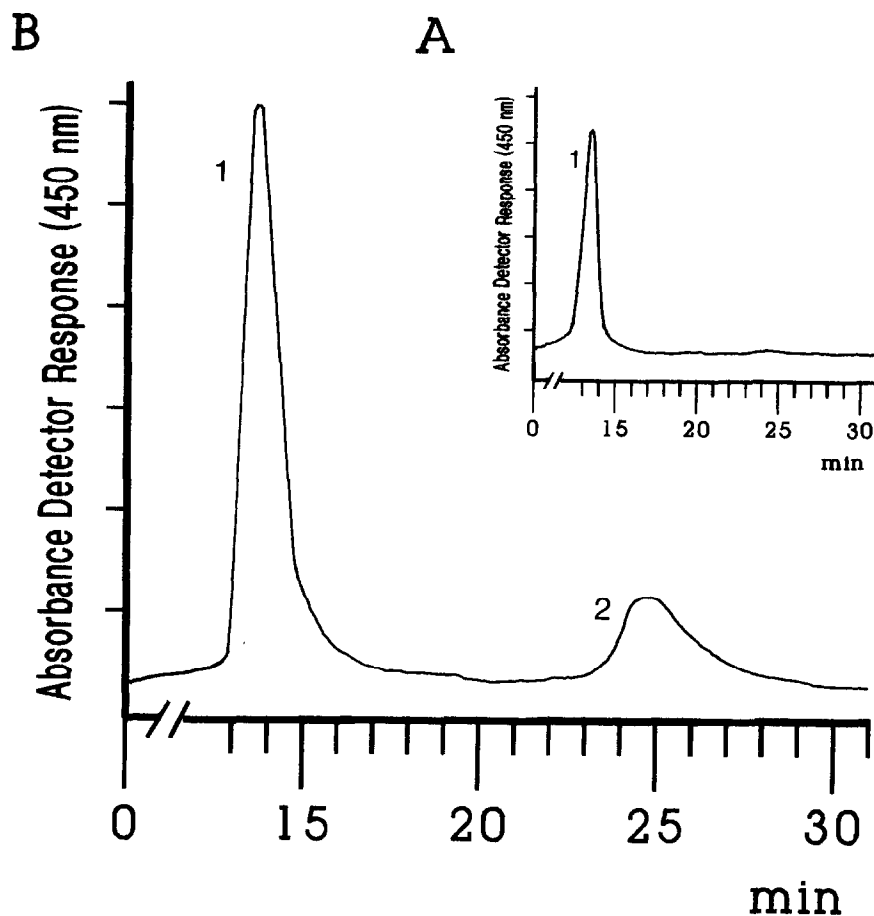 B
A
Absorbance Detector Response (450 nm)
1
2
0 15 20 25 30
min
Absorbance Detector Response (450 nm)
1
0 15 20 25 30
min